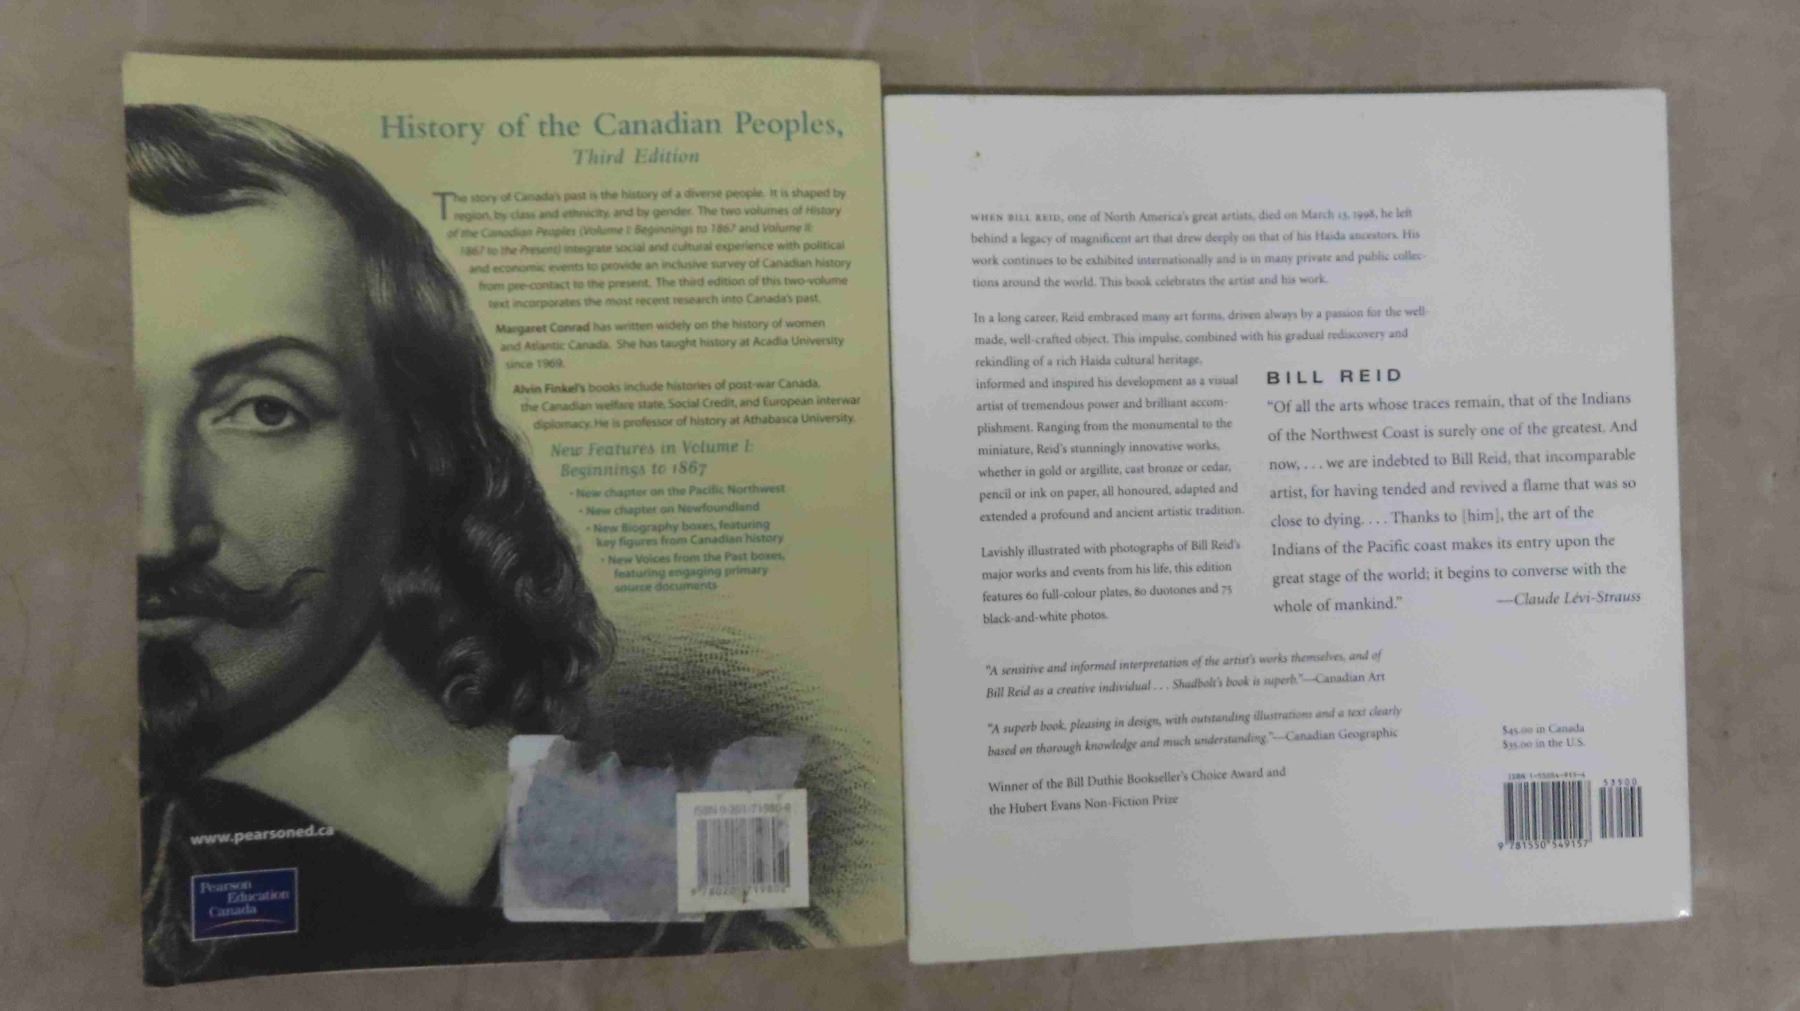 History of the Canadian Peoples,
Third Edition
The story of Canada's past is the history of a diverse people. It is shaped by
region, by class and ethnicity, and by gender. The two volumes of History
of the Canadian Peoples (Volume I: Beginnings to 1867 and Volume II:
1867 to the Present) integrate social and cultural experience with political
and economic events to provide an inclusive survey of Canadian history
from pre-contact to the present. The third edition of this two-volume
text incorporates the most recent research into Canada's past.
Margaret Conrad has written widely on the history of women
and Atlantic Canada. She has taught history at Acadia University
since 1969.
Alvin Finkel's books include histories of post-war Canada,
the Canadian welfare state, Social Credit, and European interwar
diplomacy. He is professor of history at Athabasca University.
New Features in Volume I:
Beginnings to 1867
• New chapter on the Pacific Northwest
• New chapter on Newfoundland
• New Biography boxes, featuring
key figures from Canadian history
• New Voices from the Past boxes,
featuring engaging primary
source documents
www.pearsoned.ca
Pearson
Education
Canada
ISBN 0-201-71980-8
WHEN BILL REID, one of North America's great artists, died on March 13, 1998, he left
behind a legacy of magnificent art that drew deeply on that of his Haida ancestors. His
work continues to be exhibited internationally and is in many private and public collec-
tions around the world. This book celebrates the artist and his work.
In a long career, Reid embraced many art forms, driven always by a passion for the well-
made, well-crafted object. This impulse, combined with his gradual rediscovery and
rekindling of a rich Haida cultural heritage,
informed and inspired his development as a visual
artist of tremendous power and brilliant accom-
plishment. Ranging from the monumental to the
miniature, Reid's stunningly innovative works,
whether in gold or argillite, cast bronze or cedar,
pencil or ink on paper, all honoured, adapted and
extended a profound and ancient artistic tradition.
Lavishly illustrated with photographs of Bill Reid's
major works and events from his life, this edition
features 60 full-colour plates, 80 duotones and 75
black-and-white photos.
BILL REID
"Of all the arts whose traces remain, that of the Indians
of the Northwest Coast is surely one of the greatest. And
now, . . . we are indebted to Bill Reid, that incomparable
artist, for having tended and revived a flame that was so
close to dying. . . . Thanks to [him], the art of the
Indians of the Pacific coast makes its entry upon the
great stage of the world; it begins to converse with the
whole of mankind."
—Claude Lévi-Strauss
"A sensitive and informed interpretation of the artist's works themselves, and of
Bill Reid as a creative individual . . . Shadbolt's book is superb."—Canadian Art
"A superb book, pleasing in design, with outstanding illustrations and a text clearly
based on thorough knowledge and much understanding."—Canadian Geographic
Winner of the Bill Duthie Bookseller's Choice Award and
the Hubert Evans Non-Fiction Prize
$45.00 in Canada
$35.00 in the U.S.
ISBN 1-55054-915-4
53500
9 781550 549157